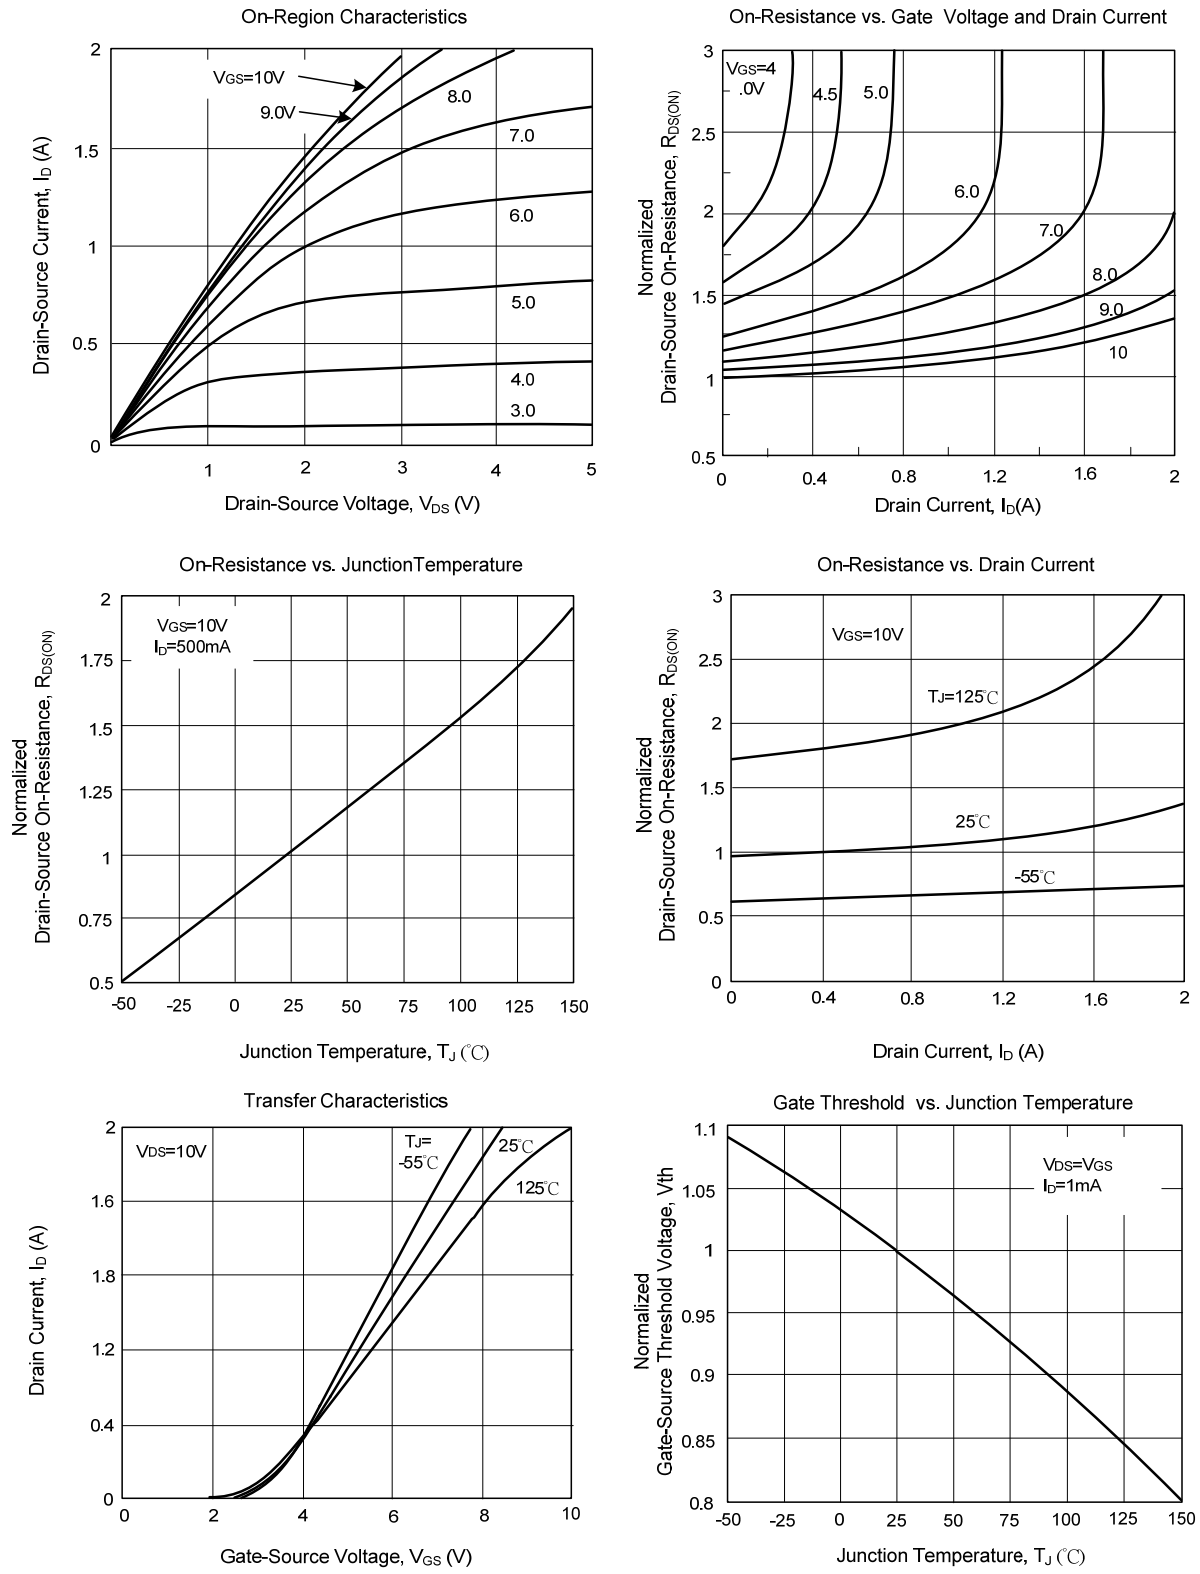 On-Region Characteristics
2
1.5
1
0.5
0
Drain-Source Current, ID (A)
VGS=10V
9.0V
8.0
7.0
6.0
5.0
4.0
3.0
1 2 3 4 5
Drain-Source Voltage, VDS (V)
On-Resistance vs. Gate Voltage and Drain Current
3
2.5
2
1.5
1
0.5
Normalized
Drain-Source On-Resistance, RDS(ON)
VGS=4
.0V
4.5
5.0
6.0
7.0
8.0
9.0
10
0 0.4 0.8 1.2 1.6 2
Drain Current, ID(A)
On-Resistance vs. JunctionTemperature
2
1.75
1.5
1.25
1
0.75
0.5
Normalized
Drain-Source On-Resistance, RDS(ON)
VGS=10V
ID=500mA
-50 -25 0 25 50 75 100 125 150
Junction Temperature, TJ (℃)
On-Resistance vs. Drain Current
3
2.5
2
1.5
1
0.5
0
Normalized
Drain-Source On-Resistance, RDS(ON)
VGS=10V
TJ=125℃
25℃
-55℃
0 0.4 0.8 1.2 1.6 2
Drain Current, ID (A)
Transfer Characteristics
2
1.6
1.8
1.2
0.4
0
Drain Current, ID (A)
VDS=10V
TJ=
-55℃
25℃
125℃
0 2 4 6 8 10
Gate-Source Voltage, VGS (V)
Gate Threshold vs. Junction Temperature
1.1
1.05
1
0.95
0.9
0.85
0.8
Normalized
Gate-Source Threshold Voltage, Vth
VDS=VGS
ID=1mA
-50 -25 0 25 50 75 100 125 150
Junction Temperature, TJ (℃)